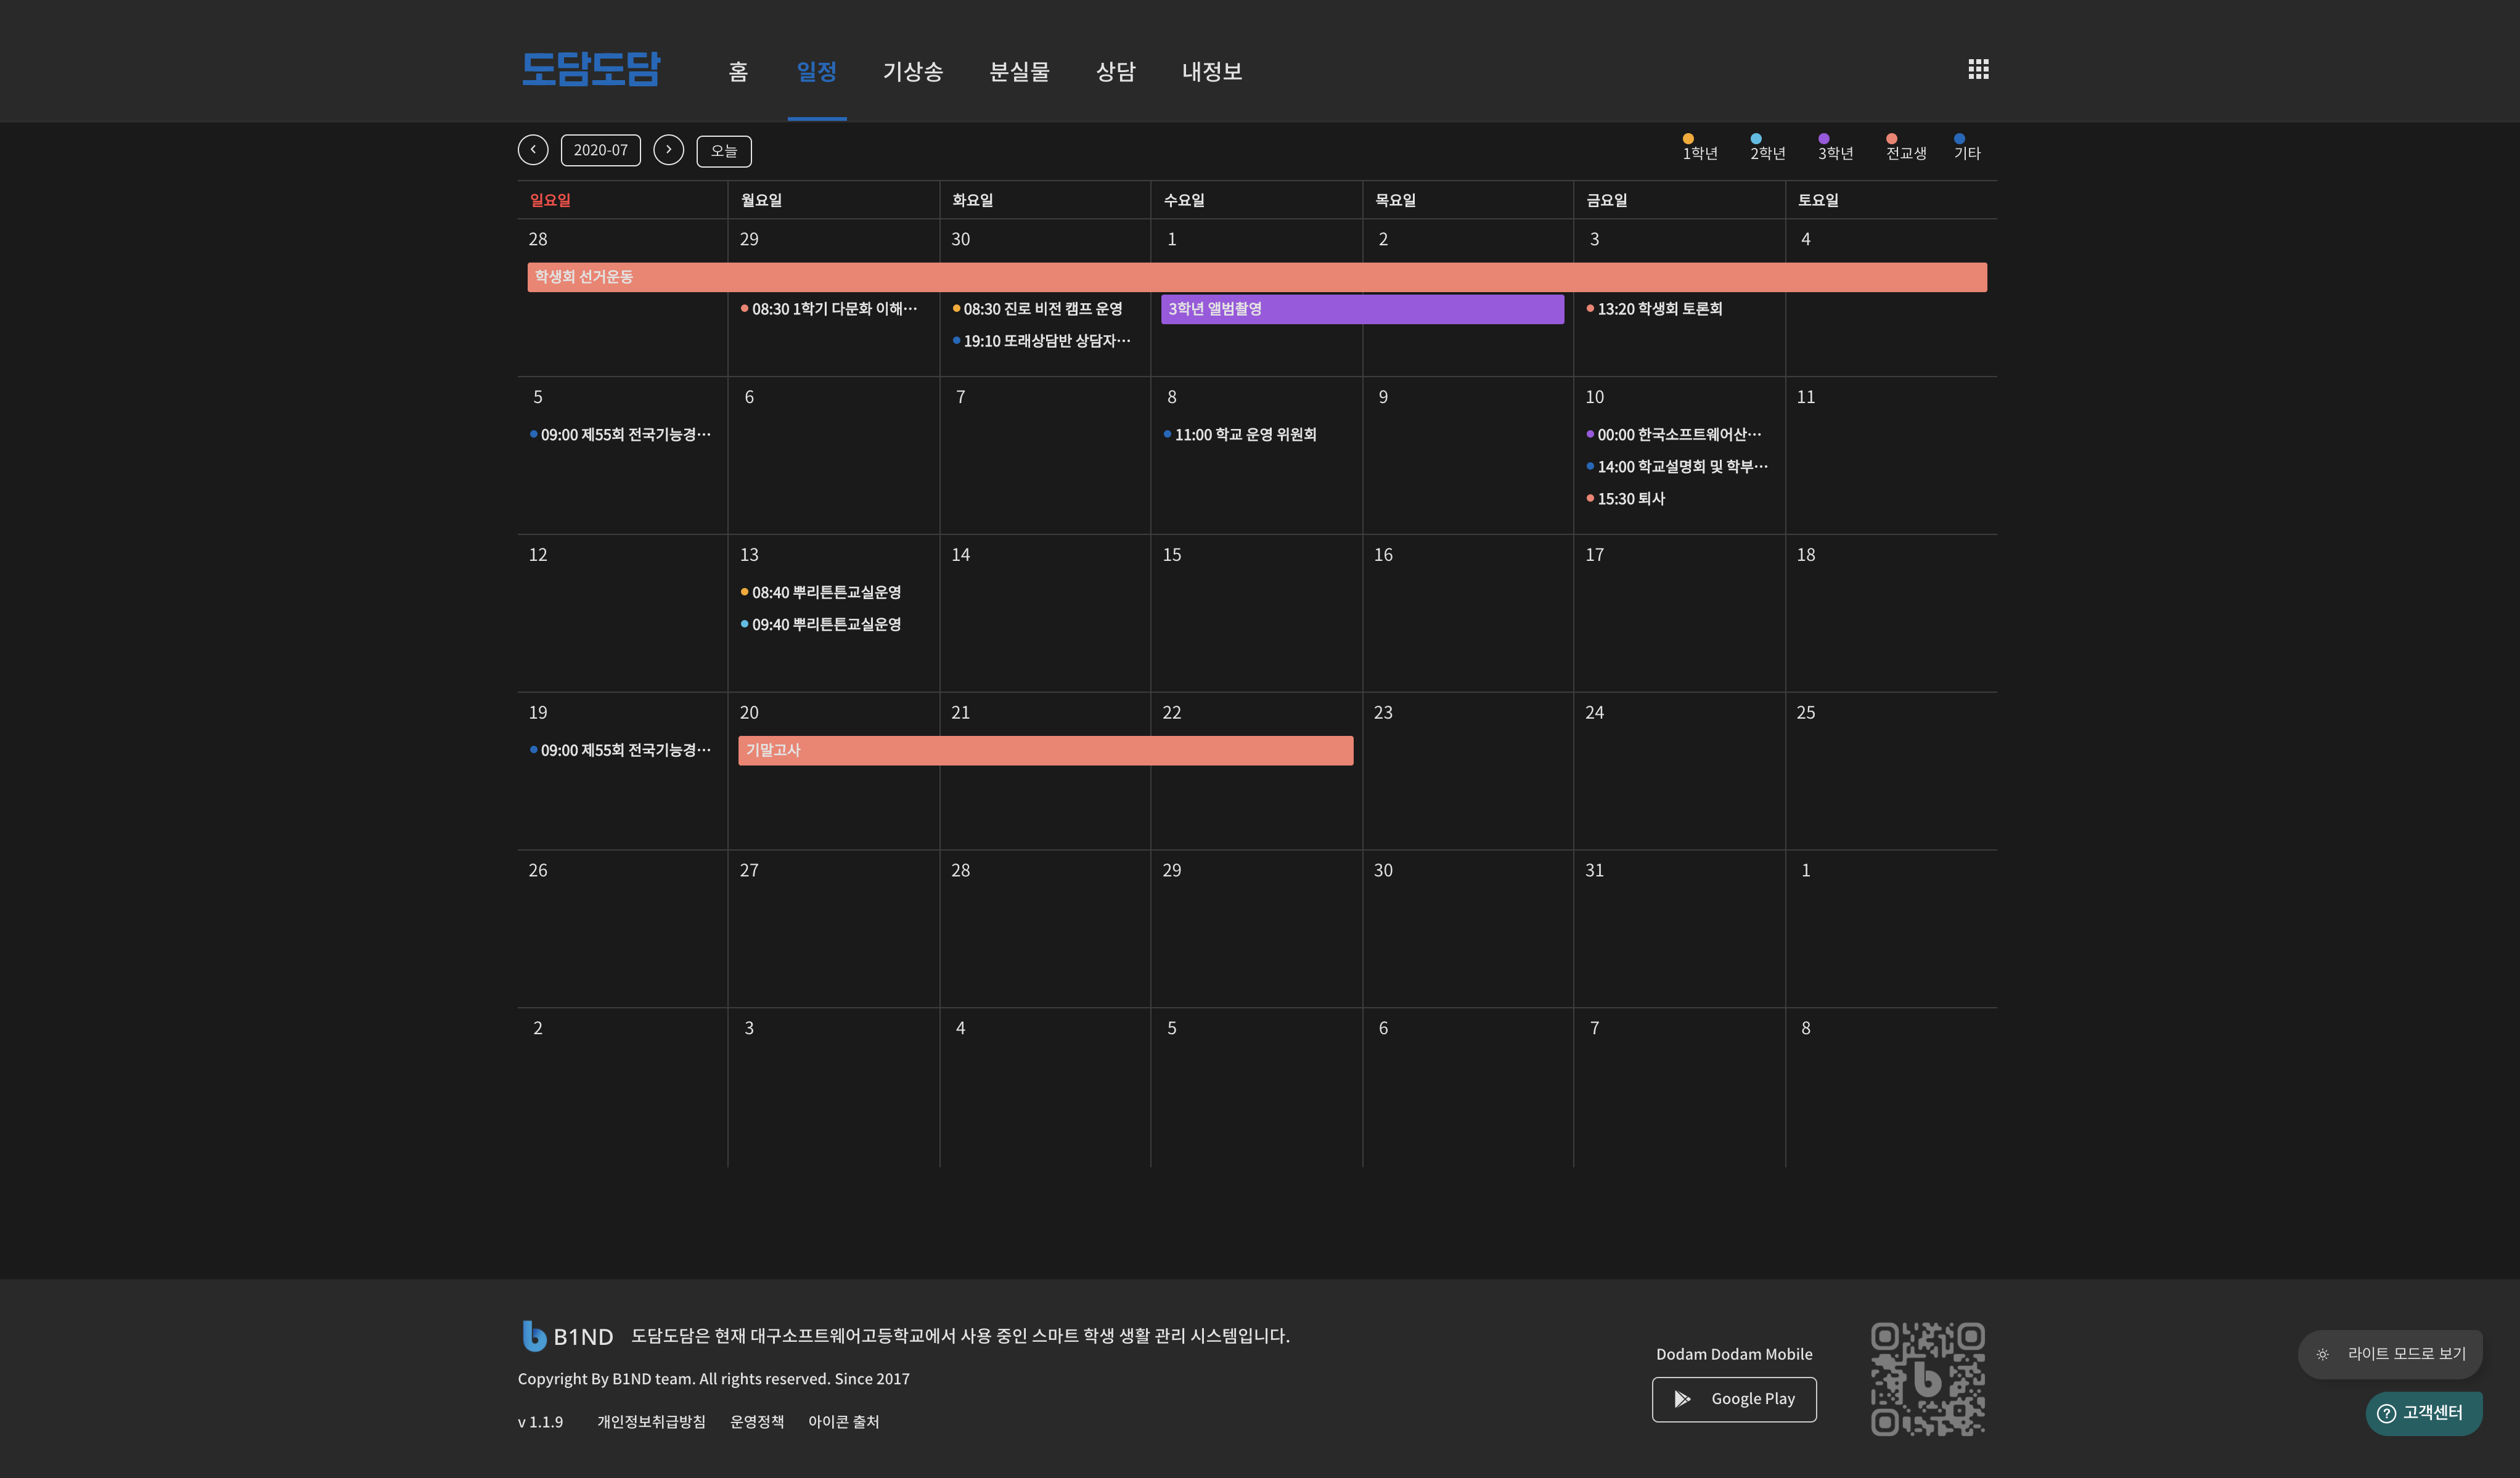 도담도담 홈 일정 기상송 분실물 상담 내정보
2020-07 오늘 1학년 2학년 3학년 전교생 기타
일요일 월요일 화요일 수요일 목요일 금요일 토요일
28 29 30 1 2 3 4
학생회 선거운동
08:30 1학기 다문화 이해… 08:30 진로 비전 캠프 운영 3학년 앨범촬영 13:20 학생회 토론회
19:10 또래상담반 상담자…
5 6 7 8 9 10 11
09:00 제55회 전국기능경… 11:00 학교 운영 위원회 00:00 한국소프트웨어산…
14:00 학교설명회 및 학부…
15:30 퇴사
12 13 14 15 16 17 18
08:40 뿌리튼튼교실운영
09:40 뿌리튼튼교실운영
19 20 21 22 23 24 25
09:00 제55회 전국기능경… 기말고사
26 27 28 29 30 31 1
2 3 4 5 6 7 8
B1ND 도담도담은 현재 대구소프트웨어고등학교에서 사용 중인 스마트 학생 생활 관리 시스템입니다.
Copyright By B1ND team. All rights reserved. Since 2017
v 1.1.9 개인정보취급방침 운영정책 아이콘 출처
Dodam Dodam Mobile
Google Play
라이트 모드로 보기
고객센터